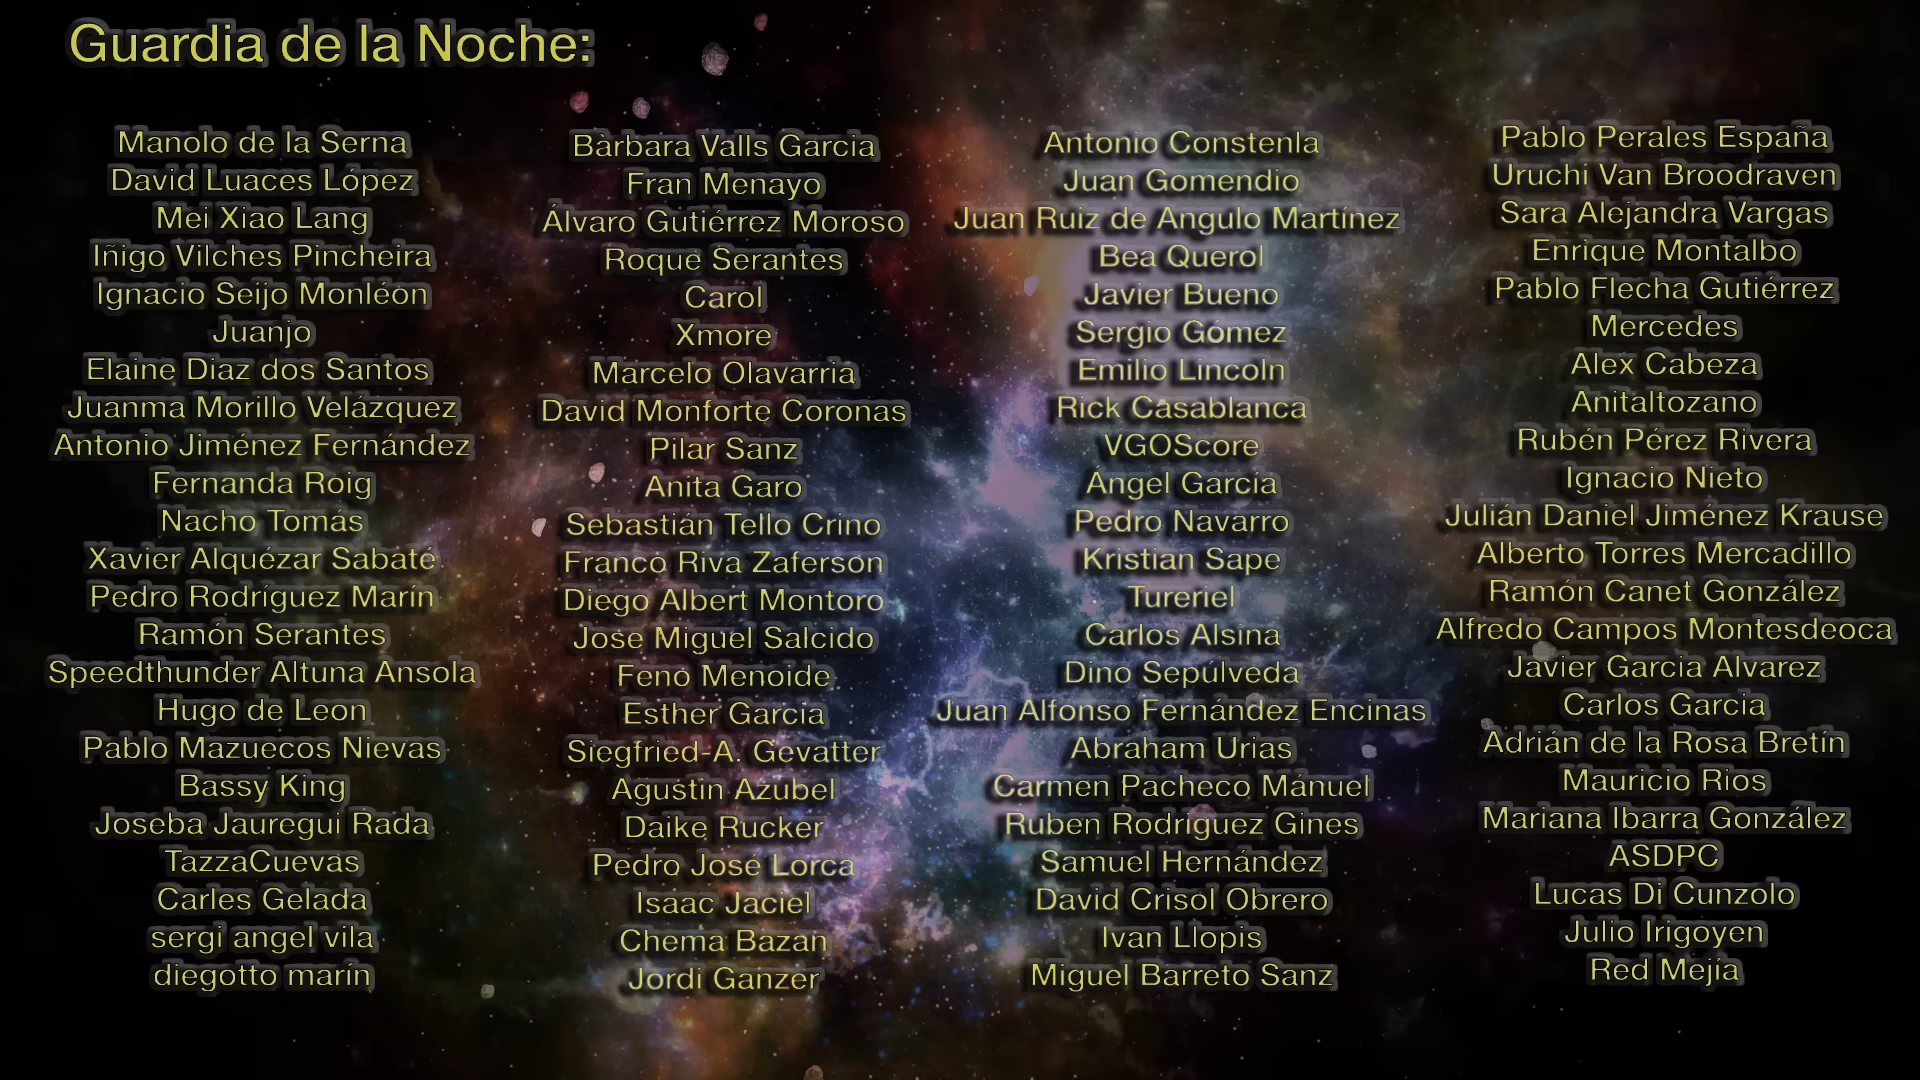 Guardia de la Noche:
Manolo de la Serna
David Luaces López
Mei Xiao Lang
Iñigo Vilches Pincheira
Ignacio Seijo Monléon
Juanjo
Elaine Diaz dos Santos
Juanma Morillo Velázquez
Antonio Jiménez Fernández
Fernanda Roig
Nacho Tomás
Xavier Alquézar Sabaté
Pedro Rodríguez Marín
Ramón Serantes
Speedthunder Altuna Ansola
Hugo de Leon
Pablo Mazuecos Nievas
Bassy King
Joseba Jauregui Rada
TazzaCuevas
Carles Gelada
sergi angel vila
diegotto marín
Bàrbara Valls Garcia
Fran Menayo
Álvaro Gutiérrez Moroso
Roque Serantes
Carol
Xmore
Marcelo Olavarria
David Monforte Coronas
Pilar Sanz
Anita Garo
Sebastián Tello Crino
Franco Riva Zaferson
Diego Albert Montoro
Jose Miguel Salcido
Feno Menoide
Esther Garcia
Siegfried-A. Gevatter
Agustin Azubel
Daike Rucker
Pedro José Lorca
Isaac Jaciel
Chema Bazan
Jordi Ganzer
Antonio Constenla
Juan Gomendio
Juan Ruiz de Angulo Martínez
Bea Querol
Javier Bueno
Sergio Gómez
Emilio Lincoln
Rick Casablanca
VGOScore
Ángel García
Pedro Navarro
Kristian Sape
Tureriel
Carlos Alsina
Dino Sepúlveda
Juan Alfonso Fernández Encinas
Abraham Urias
Carmen Pacheco Mánuel
Ruben Rodriguez Gines
Samuel Hernández
David Crisol Obrero
Ivan Llopis
Miguel Barreto Sanz
Pablo Perales España
Uruchi Van Broodraven
Sara Alejandra Vargas
Enrique Montalbo
Pablo Flecha Gutiérrez
Mercedes
Alex Cabeza
Anitaltozano
Rubén Pérez Rivera
Ignacio Nieto
Julián Daniel Jiménez Krause
Alberto Torres Mercadillo
Ramón Canet González
Alfredo Campos Montesdeoca
Javier Garcia Alvarez
Carlos Garcia
Adrián de la Rosa Bretín
Mauricio Rios
Mariana Ibarra González
ASDPC
Lucas Di Cunzolo
Julio Irigoyen
Red Mejía